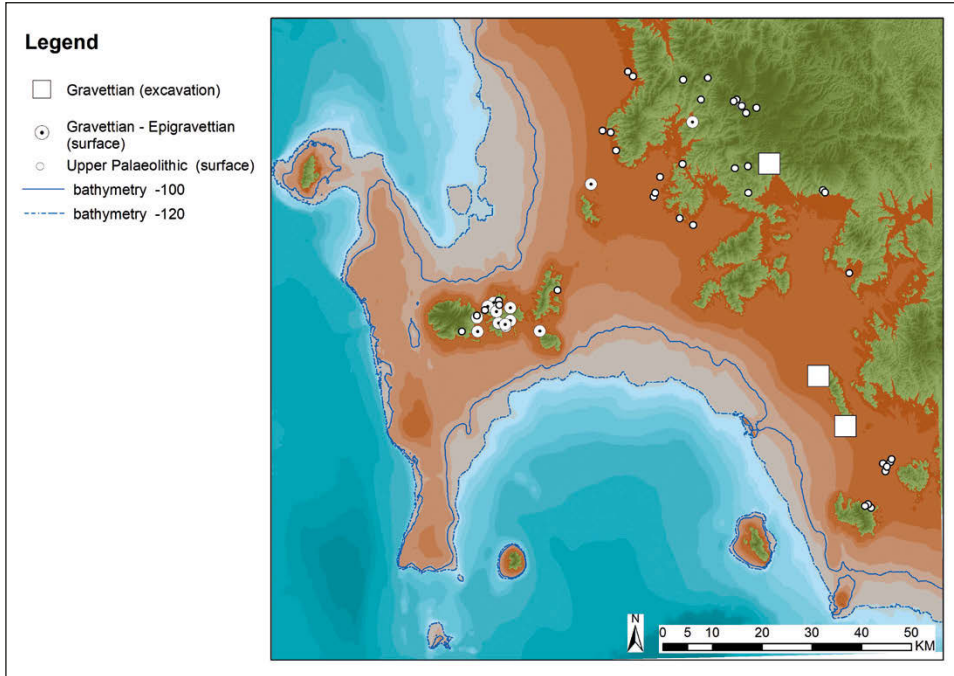 Legend
Gravettian (excavation)
Gravettian - Epigravettian
(surface)
Upper Palaeolithic (surface)
bathymetry -100
bathymetry -120
N
0 5 10 20 30 40 50
KM